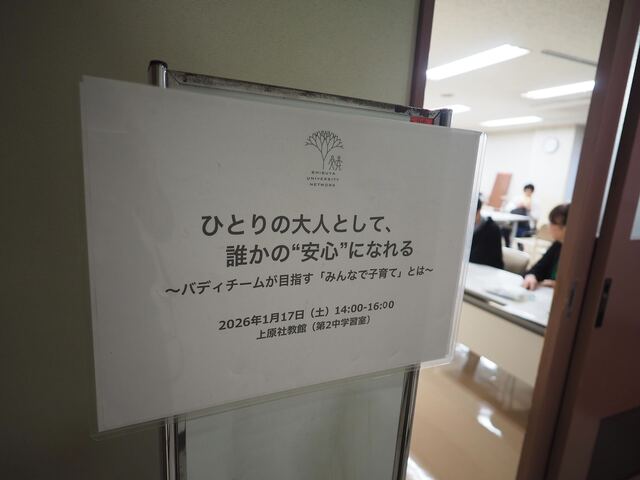 SHIBUYA
UNIVERSITY
NETWORK
ひとりの大人として、
誰かの“安心”になれる
〜バディチームが目指す「みんなで子育て」とは〜
2026年1月17日（土）14:00-16:00
上原社教館（第2中学習室）